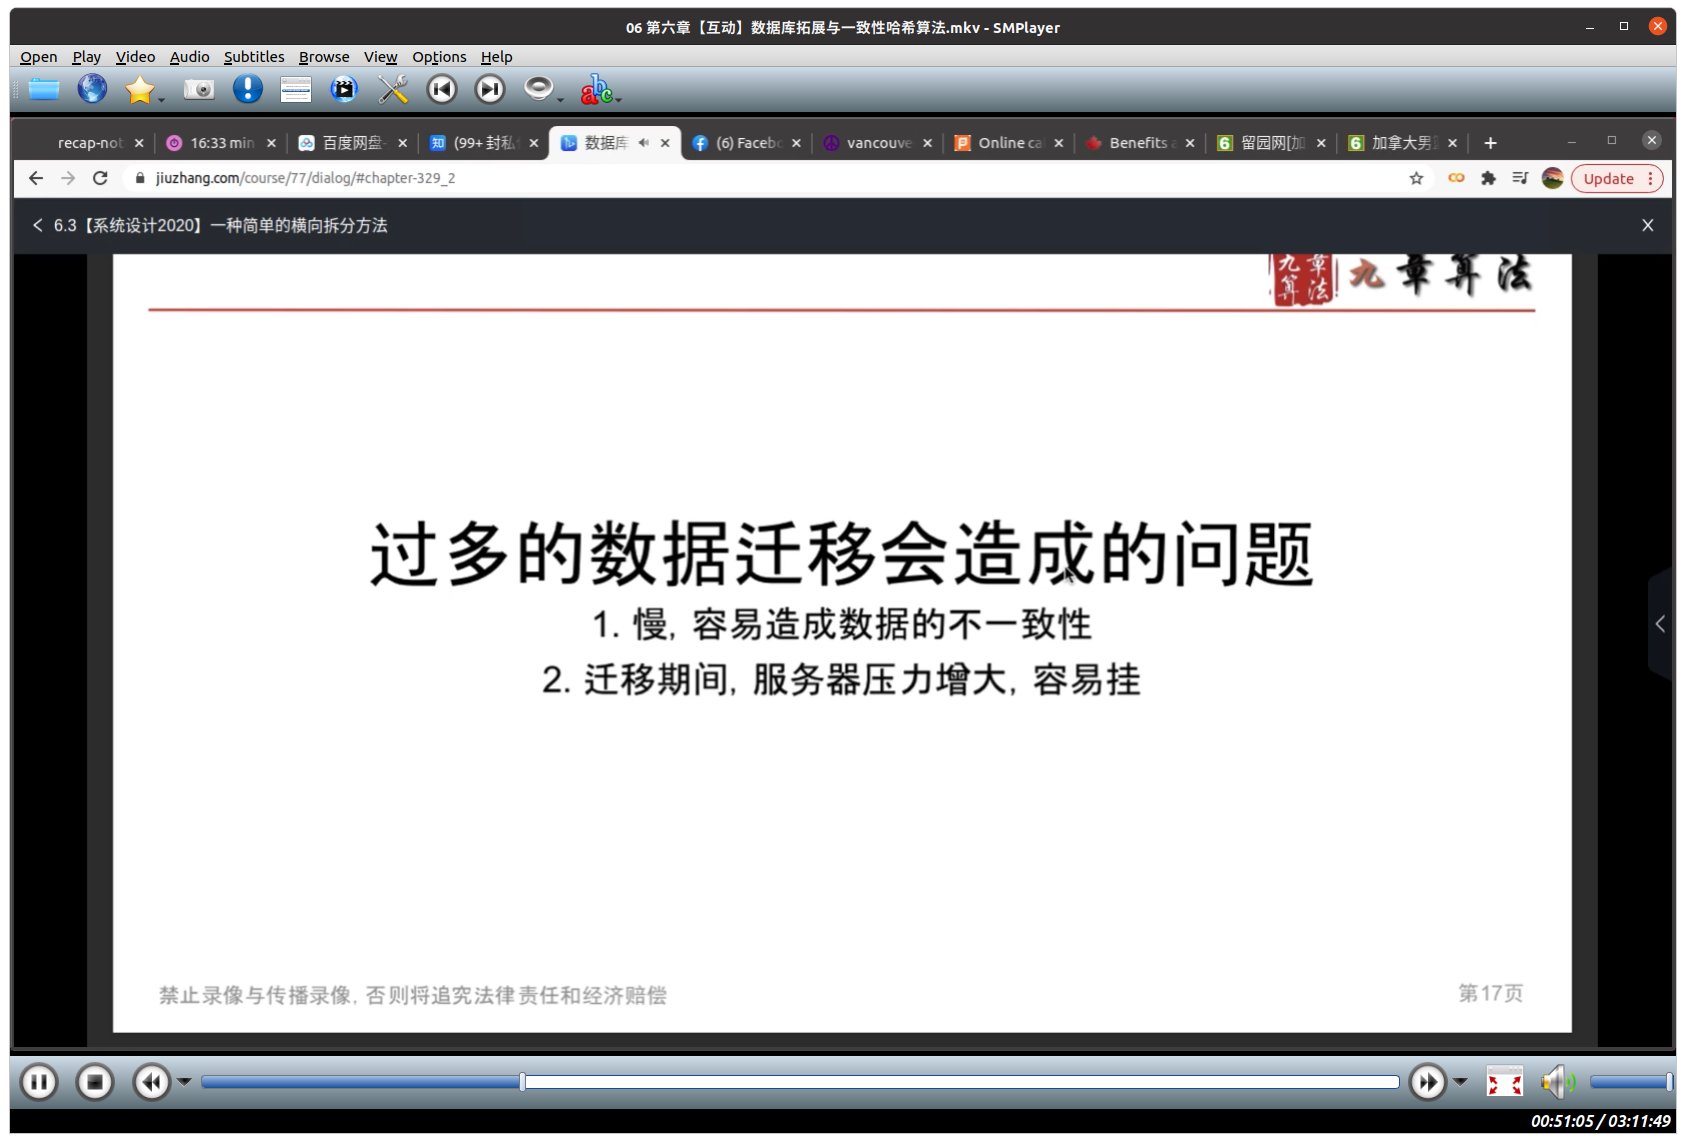 06 第六章【互动】数据库拓展与一致性哈希算法.mkv - SMPlayer
Open Play Video Audio Subtitles Browse View Options Help
recap-not 16:33 min 百度网盘- (99+ 封私 数据库 (6) Facebo vancouve Online ca Benefits a 留园网[加 加拿大男
jiuzhang.com/course/77/dialog/#chapter-329_2 Update
6.3【系统设计2020】一种简单的横向拆分方法
九章算法 九章算法
过多的数据迁移会造成的问题
1. 慢, 容易造成数据的不一致性
2. 迁移期间, 服务器压力增大, 容易挂
禁止录像与传播录像, 否则将追究法律责任和经济赔偿
第17页
00:51:05 / 03:11:49